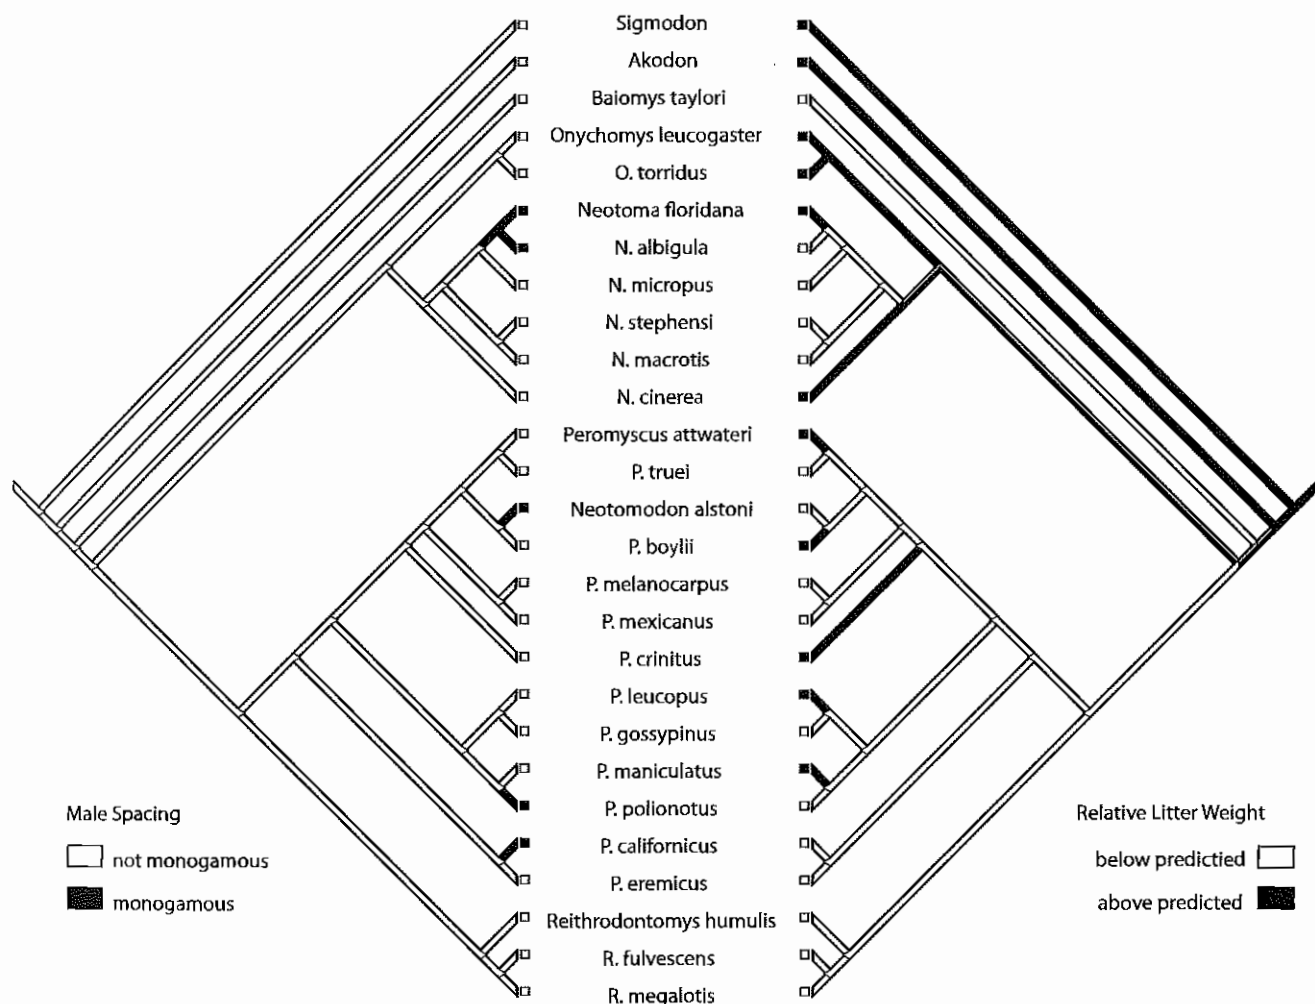 Sigmodon
Akodon
Baiomys taylori
Onychomys leucogaster
O. torridus
Neotoma floridana
N. albigula
N. micropus
N. stephensi
N. macrotis
N. cinerea
Peromyscus attwateri
P. truei
Neotomodon alstoni
P. boylii
P. melanocarpus
P. mexicanus
P. crinitus
P. leucopus
P. gossypinus
P. maniculatus
P. polionotus
P. californicus
P. eremicus
Reithrodontomys humulis
R. fulvescens
R. megalotis
Male Spacing
not monogamous
monogamous
Relative Litter Weight
below predictied
above predicted